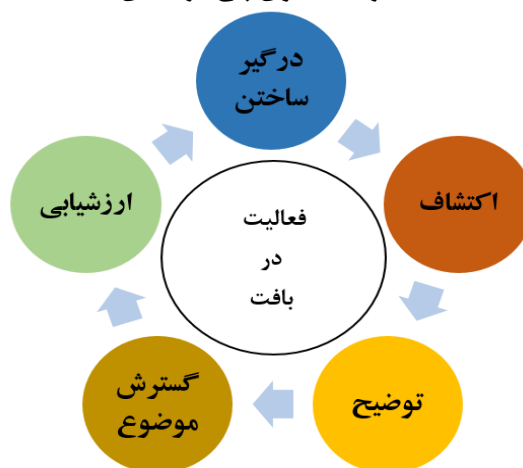 درگیر
ساختن
اکتشاف
توضیح
گسترش
موضوع
ارزشیابی
فعالیت
در
بافت